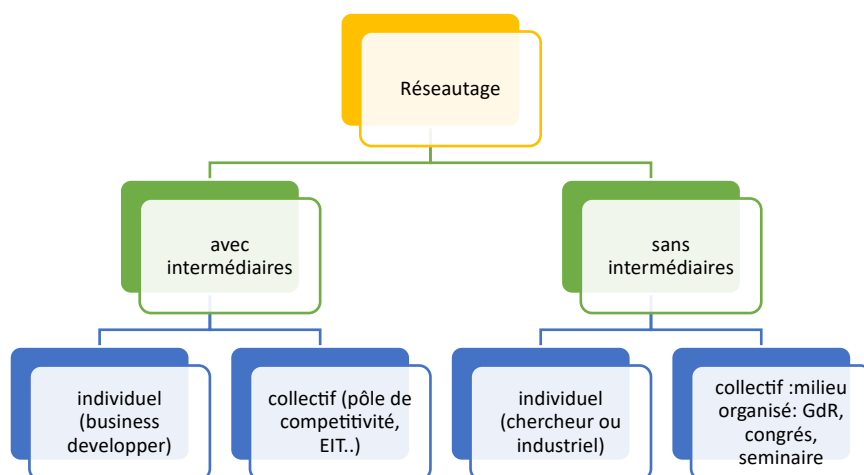 Réseautage
avec
intermédiaires
sans
intermédiaires
individuel
(business
developper)
collectif (pôle de
competitivité,
EIT..)
individuel
(chercheur ou
industriel)
collectif :milieu
organisé: GdR,
congrés,
seminaire